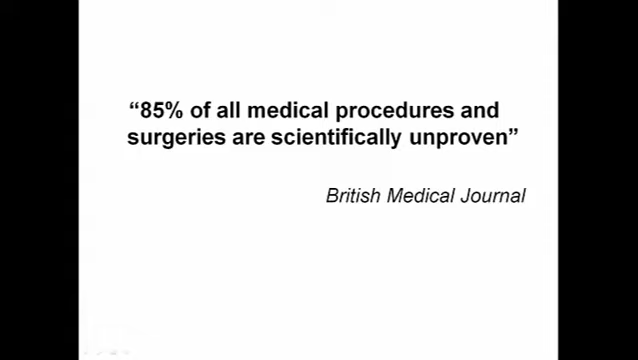 “85% of all medical procedures and
surgeries are scientifically unproven”
British Medical Journal